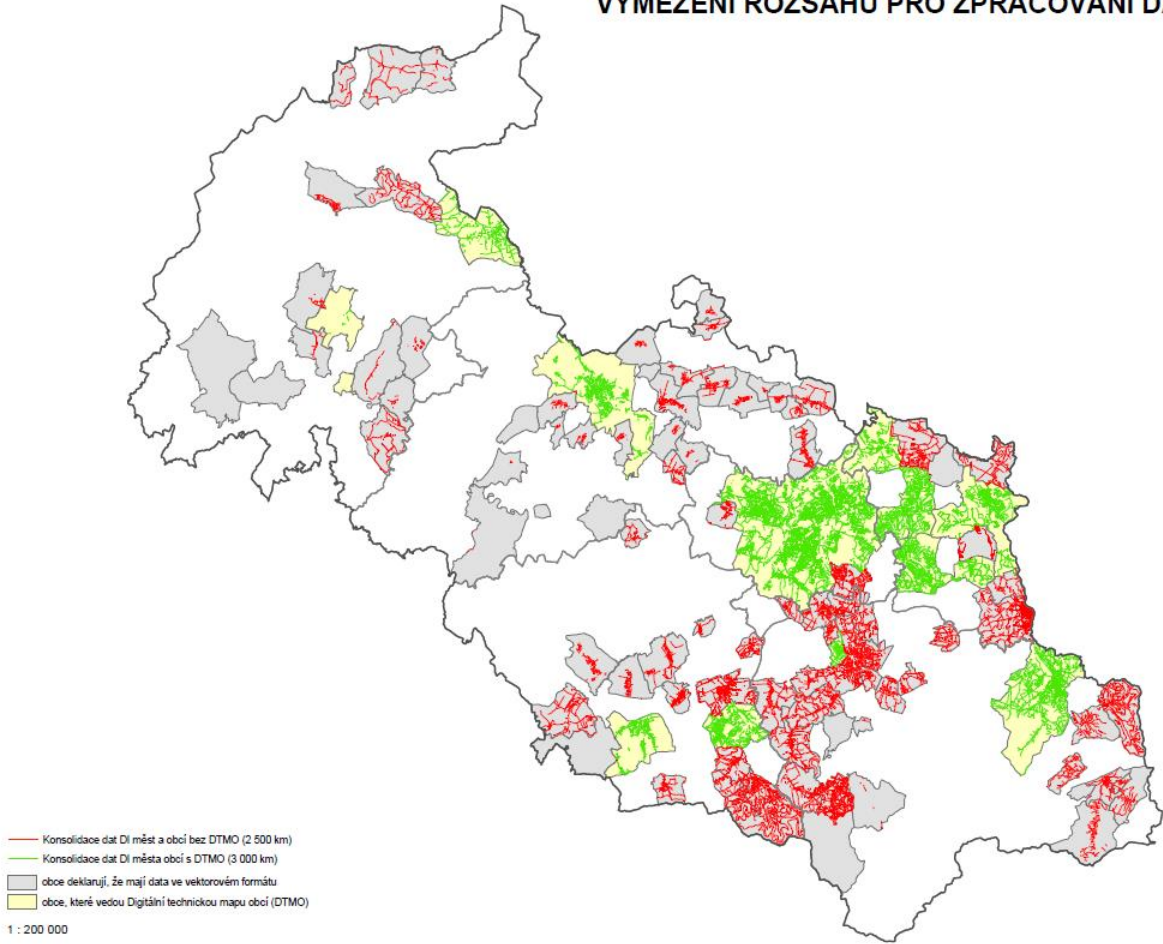 VYMEZENÍ ROZSAHU PRO ZPRACOVÁNÍ
Konsolidace dat DI měst a obcí bez DTMO (2 500 km)
Konsolidace dat DI města obcí s DTMO (3 000 km)
obce deklarují, že mají data ve vektorovém formátu
obce, které vedou Digitální technickou mapu obcí (DTMO)
1 : 200 000